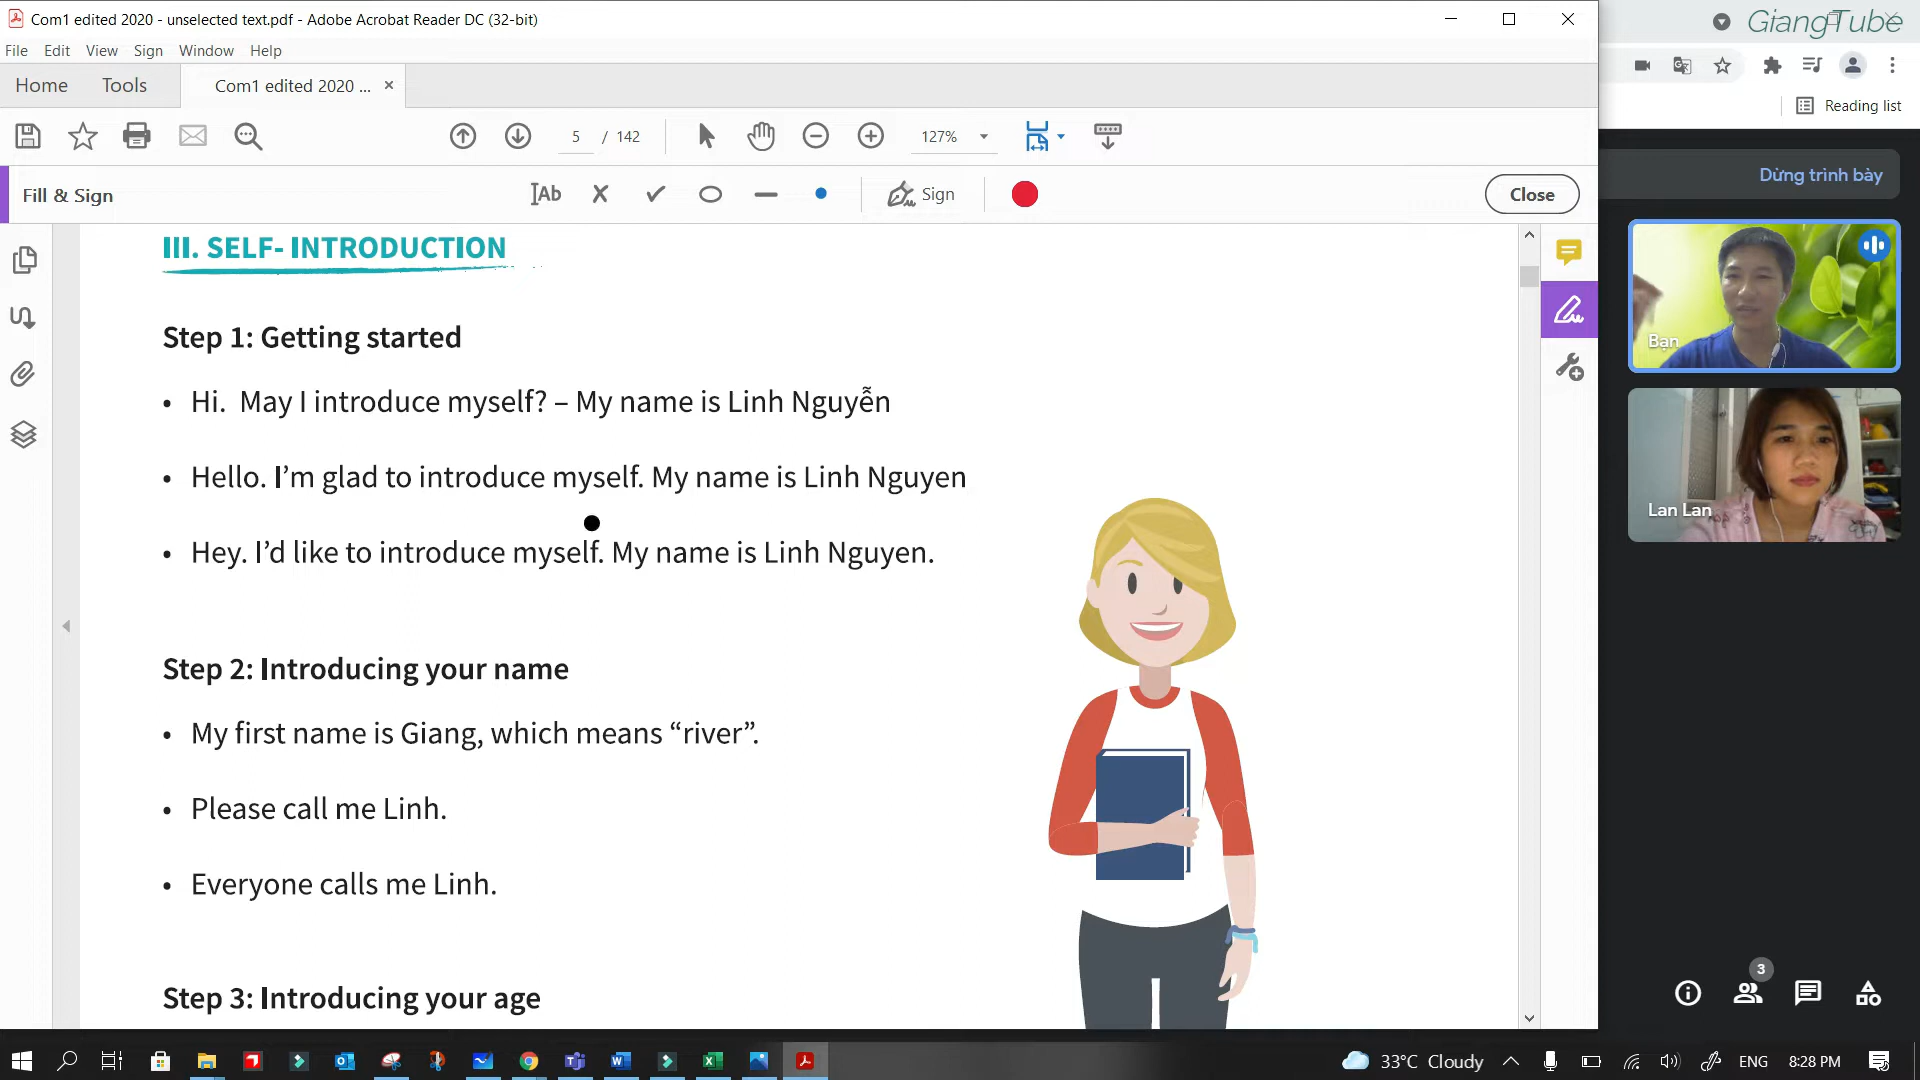 Com1 edited 2020 - unselected text.pdf - Adobe Acrobat Reader DC (32-bit)
GiangTube
File Edit View Sign Window Help
Home Tools Com1 edited 2020 ... ×
Reading list
5 / 142 127%
Dừng trình bày
Fill & Sign Ab Sign Close
III. SELF- INTRODUCTION
Step 1: Getting started
Bạn
• Hi. May I introduce myself? – My name is Linh Nguyễn
• Hello. I’m glad to introduce myself. My name is Linh Nguyen
Lan Lan
• Hey. I’d like to introduce myself. My name is Linh Nguyen.
Step 2: Introducing your name
• My first name is Giang, which means “river”.
• Please call me Linh.
• Everyone calls me Linh.
3
Step 3: Introducing your age
33°C Cloudy ENG 8:28 PM